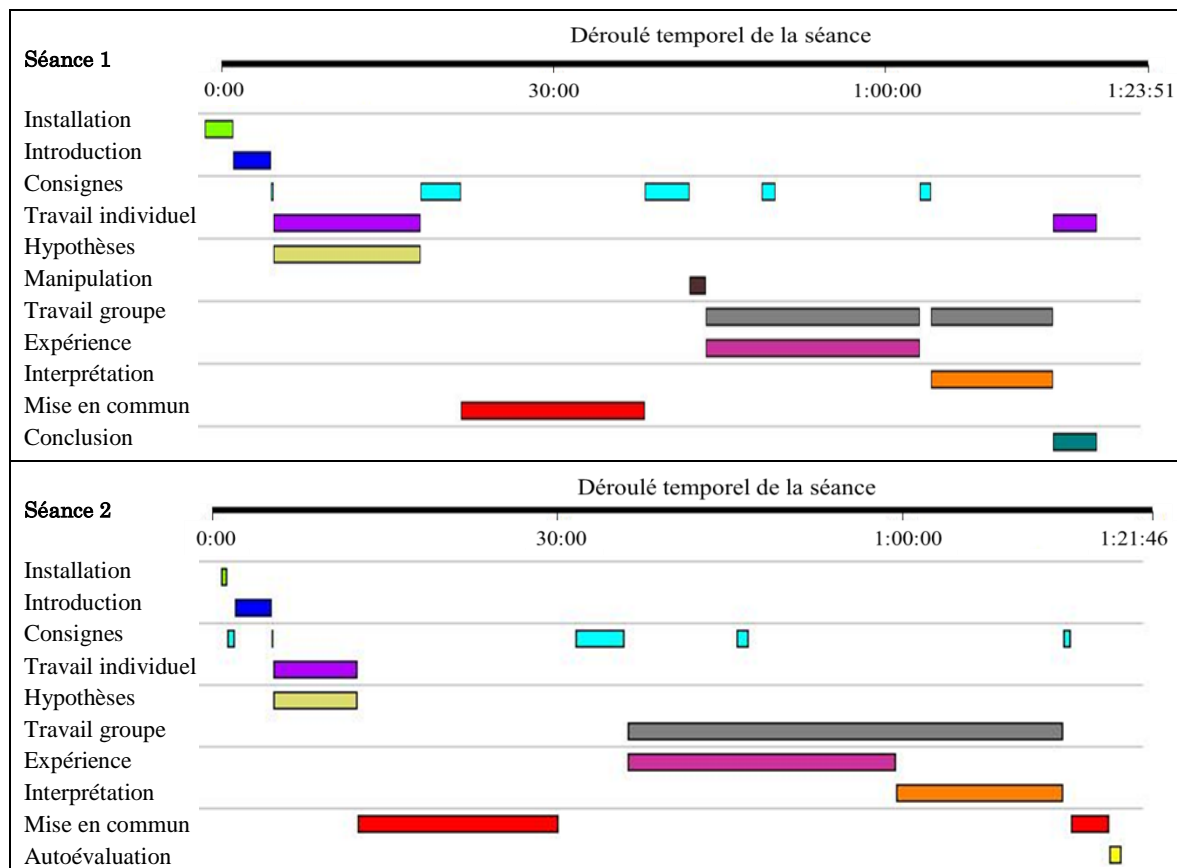 Déroulé temporel de la séance
Séance 1
0:00 30:00 1:00:00 1:23:51
Installation
Introduction
Consignes
Travail individuel
Hypothèses
Manipulation
Travail groupe
Expérience
Interprétation
Mise en commun
Conclusion
Déroulé temporel de la séance
Séance 2
0:00 30:00 1:00:00 1:21:46
Installation
Introduction
Consignes
Travail individuel
Hypothèses
Travail groupe
Expérience
Interprétation
Mise en commun
Autoévaluation